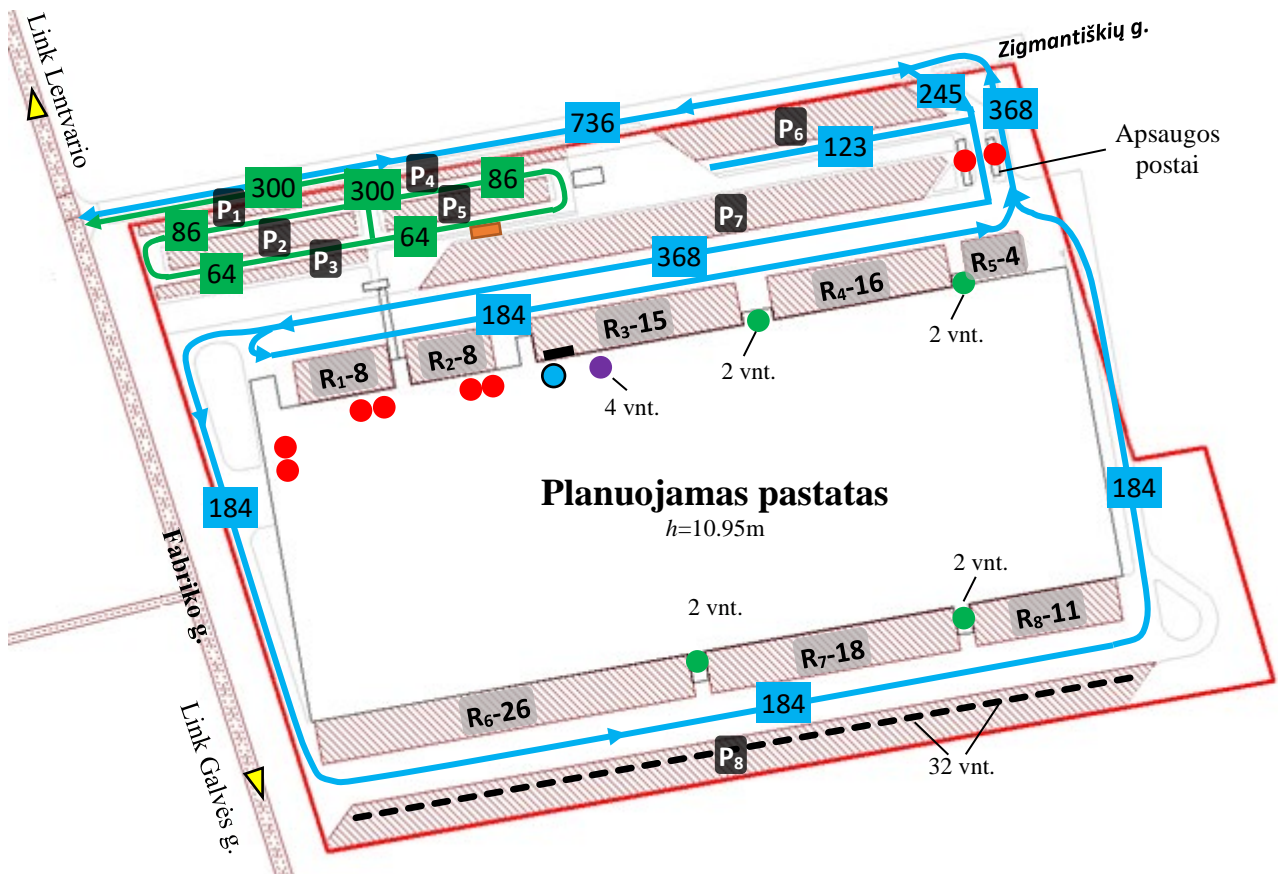 Link Lentvario
Zigmantiškių g.
736
245
368
P₆
123
Apsaugos
postai
300
300
P₄
86
P₁
P₅
P₇
86
P₂
64
P₃
64
368
R₅-4
R₄-16
184
R₃-15
2 vnt.
2 vnt.
R₁-8
R₂-8
4 vnt.
Planuojamas pastatas
h=10.95m
184
184
Fabriko g.
2 vnt.
2 vnt.
R₈-11
R₇-18
R₆-26
184
Link Galvės g.
P₈
32 vnt.